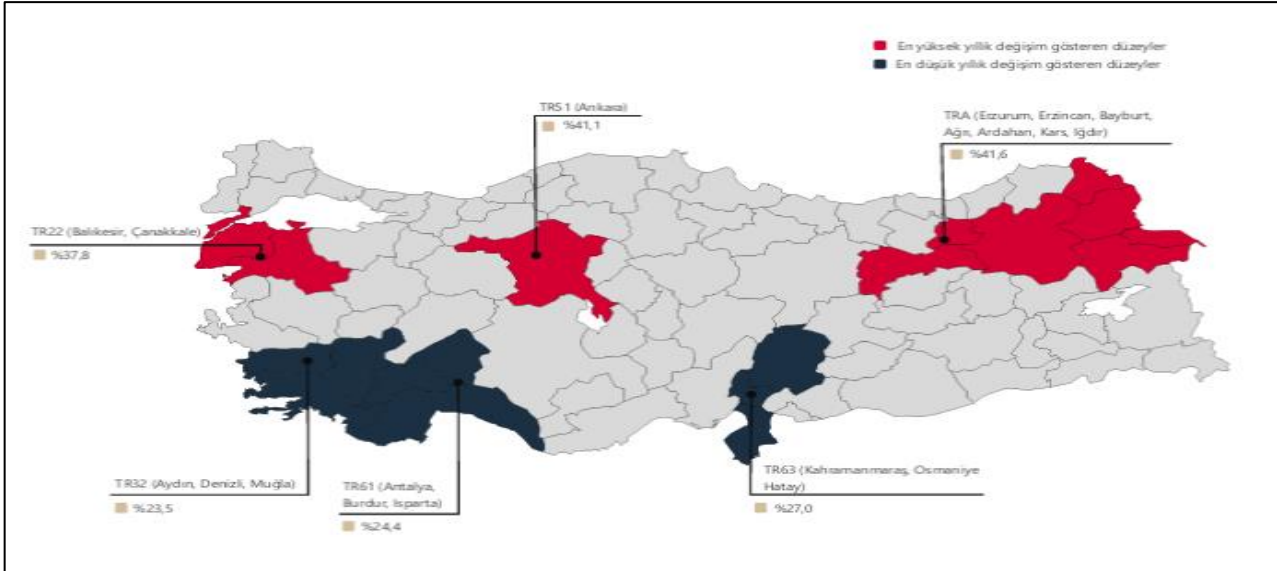 En yüksek yıllık değişim gösteren düzeyler
En düşük yıllık değişim gösteren düzeyler
TR51 (Ankara)
%41,1
TRA (Erzurum, Erzincan, Bayburt,
Ağrı, Ardahan, Kars, Iğdır)
%41,6
TR22 (Balıkesir, Çanakkale)
%37,8
TR32 (Aydın, Denizli, Muğla)
%23,5
TR61 (Antalya,
Burdur, Isparta)
%24,4
TR63 (Kahramanmaraş, Osmaniye
Hatay)
%27,0